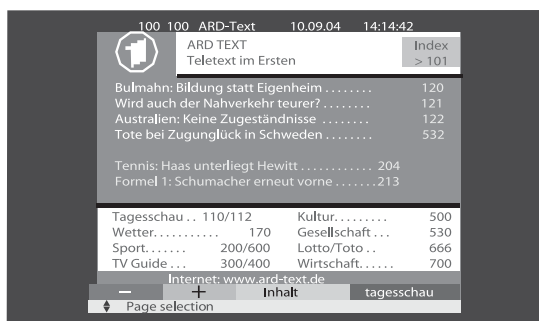 100 100 ARD-Text 10.09.04 14:14:42
ARD TEXT Index
Teletext im Ersten > 101
Bulmahn: Bildung statt Eigenheim ........ 120
Wird auch der Nahverkehr teurer? ........ 121
Australien: Keine Zugeständnisse ........ 122
Tote bei Zugunglück in Schweden ........ 532
Tennis: Haas unterliegt Hewitt ............ 204
Formel 1: Schumacher erneut vorne .......213
Tagesschau .. 110/112 Kultur......... 500
Wetter........... 170 Gesellschaft ... 530
Sport....... 200/600 Lotto/Toto .. 666
TV Guide ... 300/400 Wirtschaft...... 700
Internet: www.ard-text.de
– + Inhalt tagesschau
Page selection